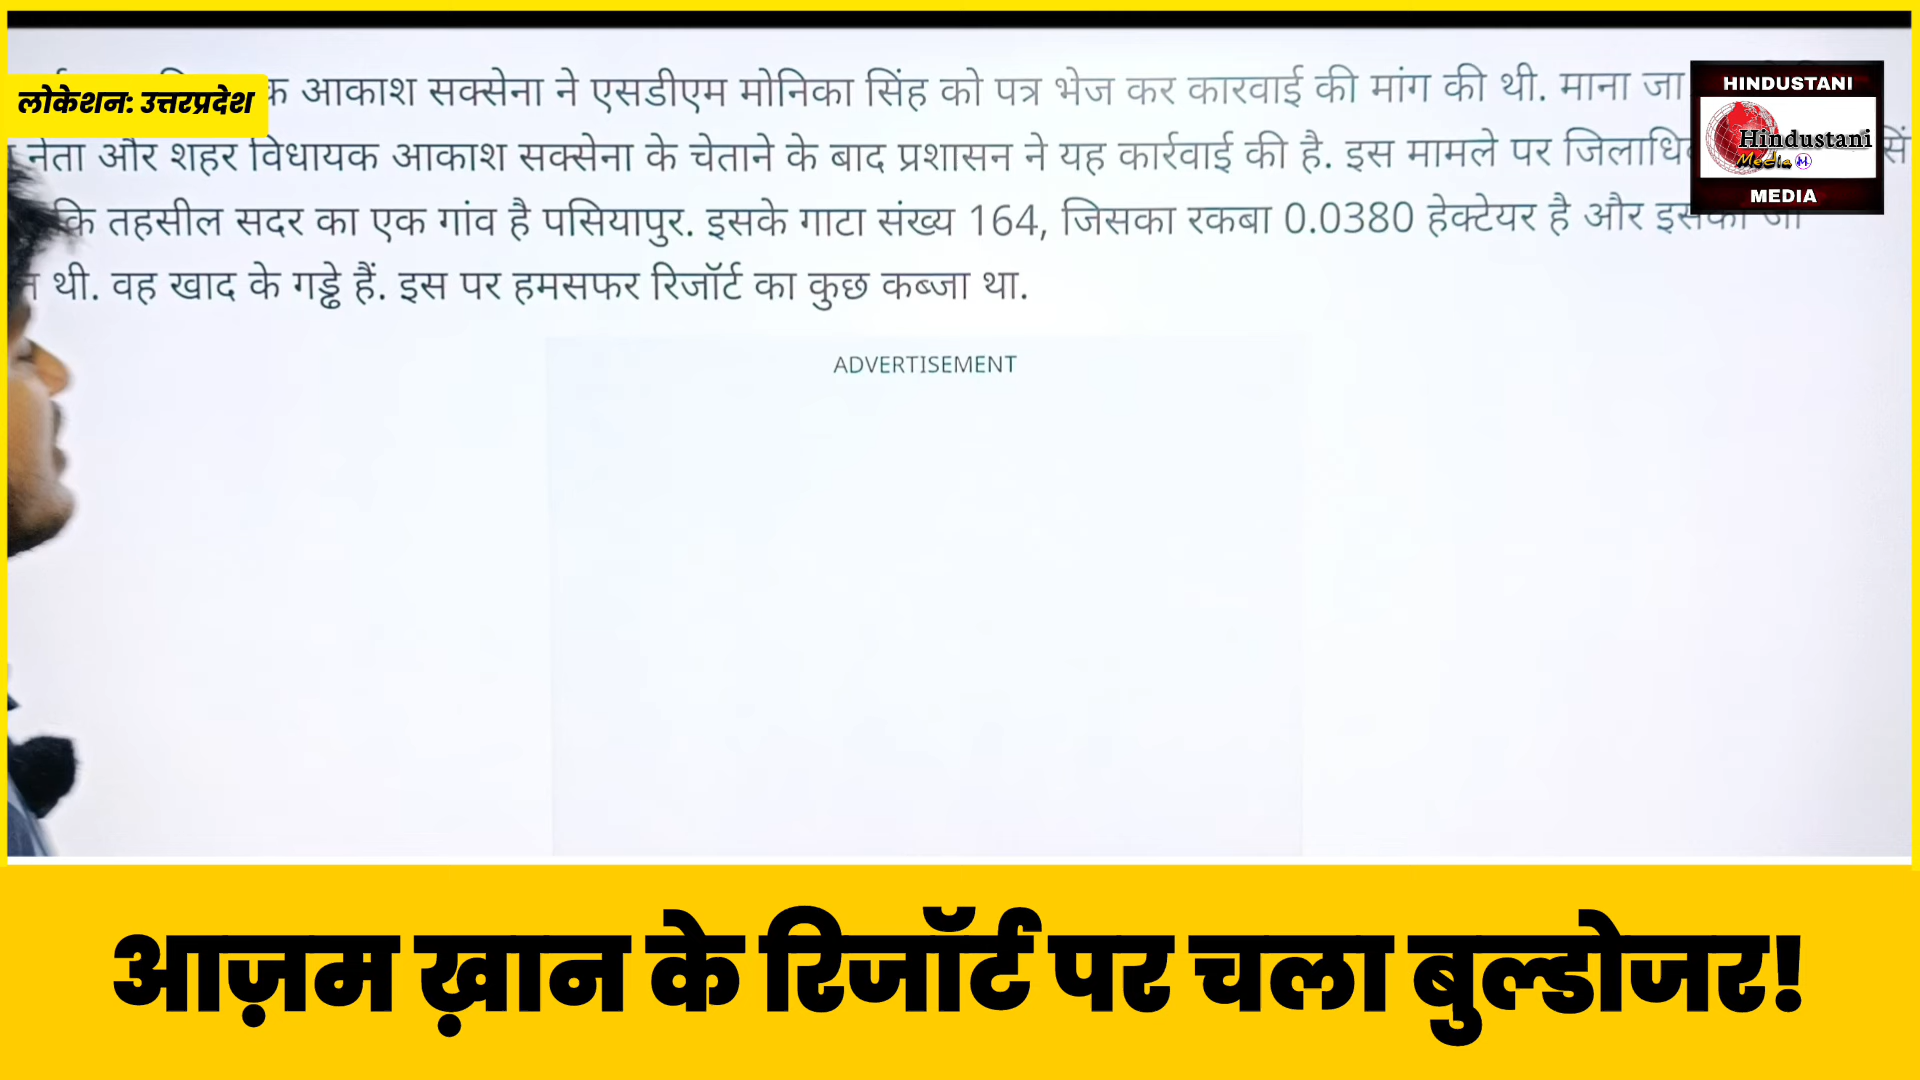 लोकेशन: उत्तरप्रदेश
आकाश सक्सेना ने एसडीएम मोनिका सिंह को पत्र भेज कर कारवाई की मांग की थी. माना जा
नेता और शहर विधायक आकाश सक्सेना के चेताने के बाद प्रशासन ने यह कार्रवाई की है. इस मामले पर
कि तहसील सदर का एक गांव है पसियापुर. इसके गाटा संख्य 164, जिसका रकबा 0.0380 हेक्टेयर है और इसकी
थी. वह खाद के गड्ढे हैं. इस पर हमसफर रिजॉर्ट का कुछ कब्जा था.
HINDUSTANI
Hindustani
Media M
MEDIA
ADVERTISEMENT
आज़म ख़ान के रिजॉर्ट पर चला बुल्डोजर!